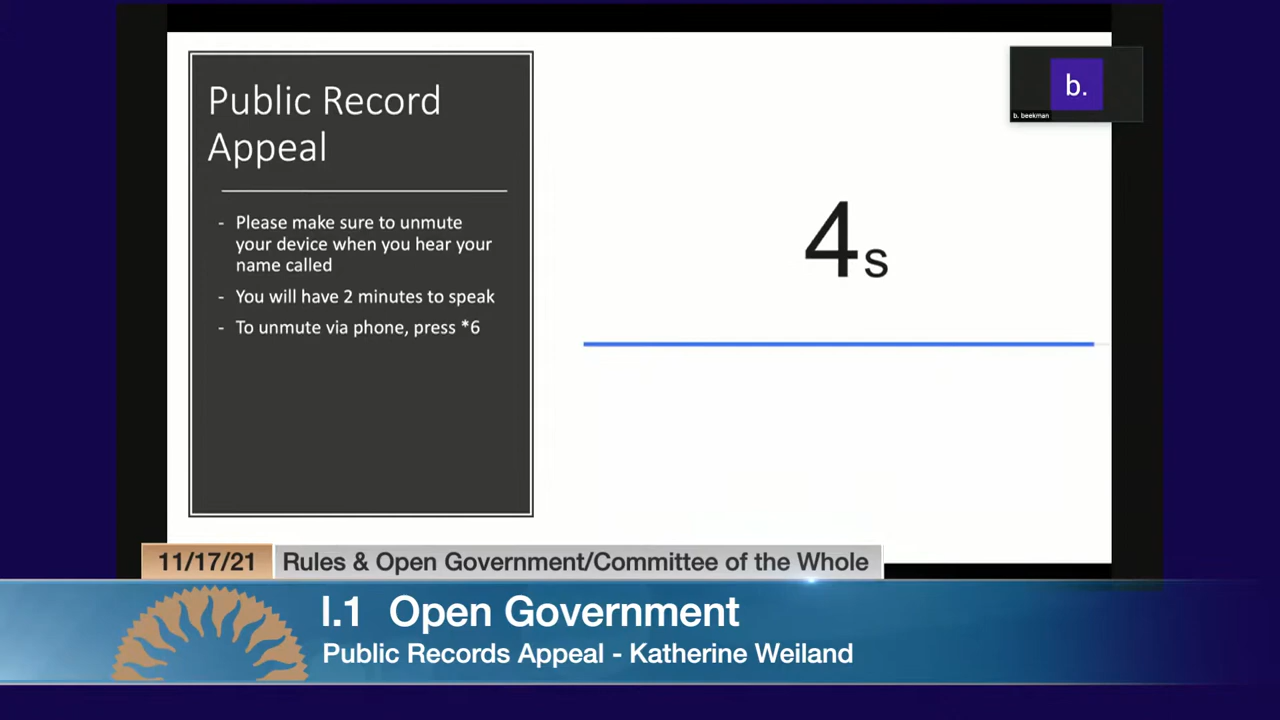 Public Record
Appeal
- Please make sure to unmute
your device when you hear your
name called
- You will have 2 minutes to speak
- To unmute via phone, press *6
b.
b. beekman
4s
11/17/21
Rules & Open Government/Committee of the Whole
I.1 Open Government
Public Records Appeal - Katherine Weiland